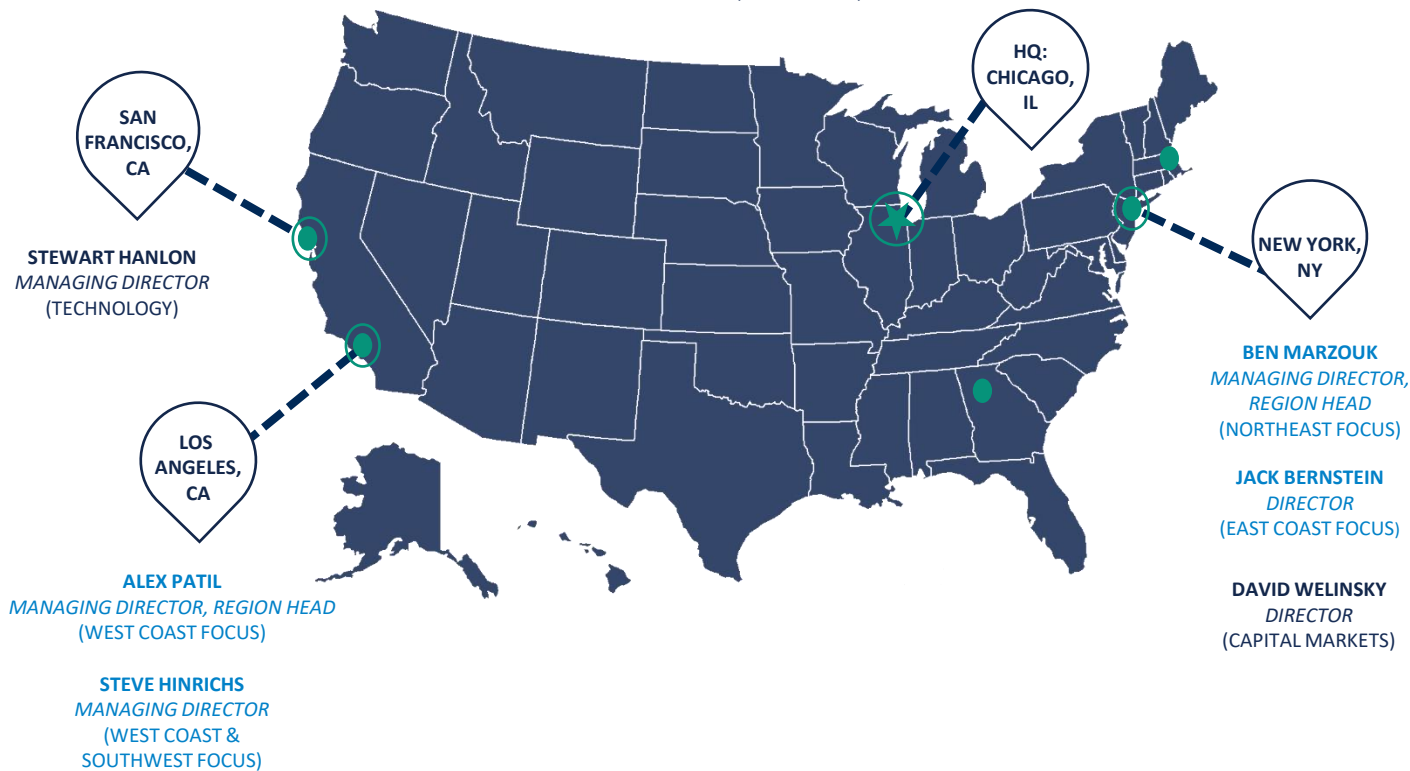 HQ:
CHICAGO,
IL
SAN
FRANCISCO,
CA
STEWART HANLON
MANAGING DIRECTOR
(TECHNOLOGY)
NEW YORK,
NY
BEN MARZOUK
MANAGING DIRECTOR,
REGION HEAD
(NORTHEAST FOCUS)
JACK BERNSTEIN
DIRECTOR
(EAST COAST FOCUS)
DAVID WELINSKY
DIRECTOR
(CAPITAL MARKETS)
LOS
ANGELES,
CA
ALEX PATIL
MANAGING DIRECTOR, REGION HEAD
(WEST COAST FOCUS)
STEVE HINRICHS
MANAGING DIRECTOR
(WEST COAST &
SOUTHWEST FOCUS)